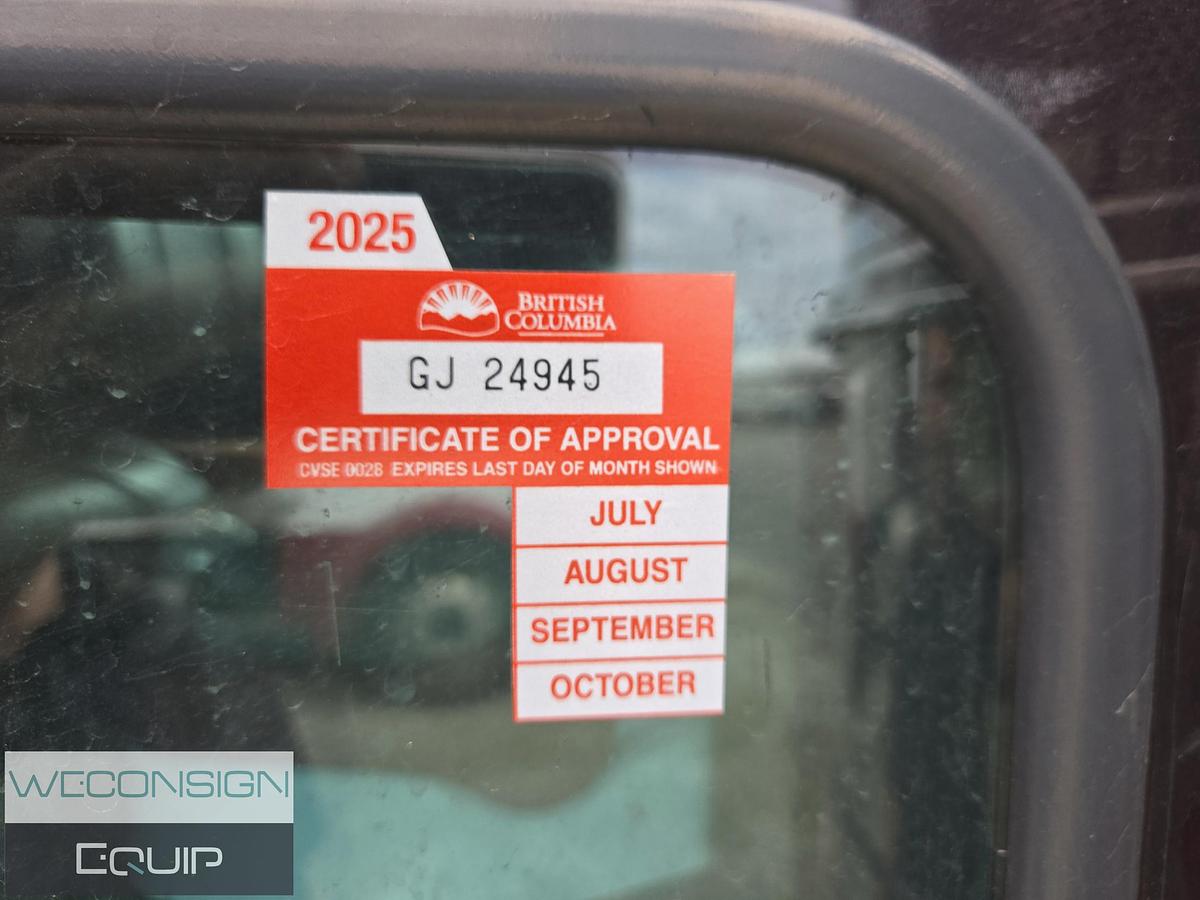 2025
BRITISH
COLUMBIA
GJ 24945
CERTIFICATE OF APPROVAL
CVSE 0028 EXPIRES LAST DAY OF MONTH SHOWN
JULY
AUGUST
SEPTEMBER
OCTOBER
WECONSIGN
EQUIP